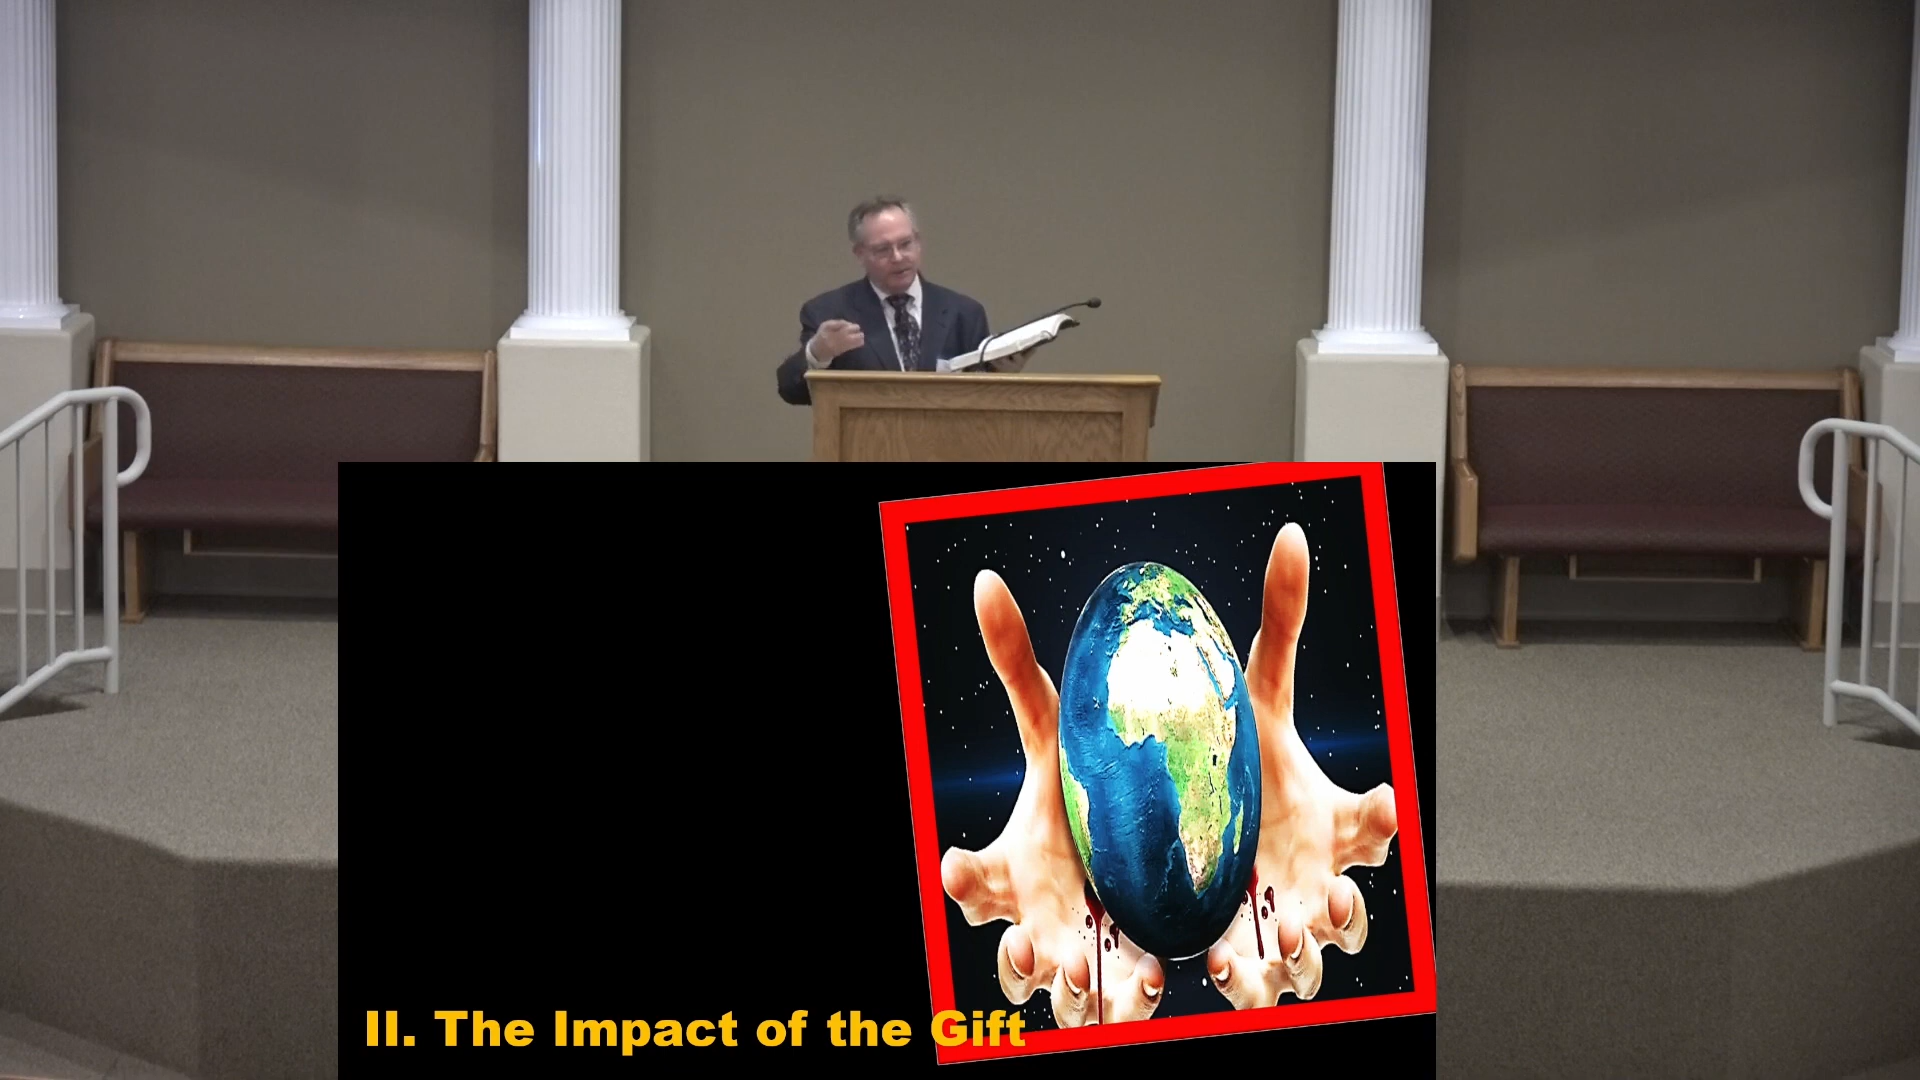 II. The Impact of the Gift